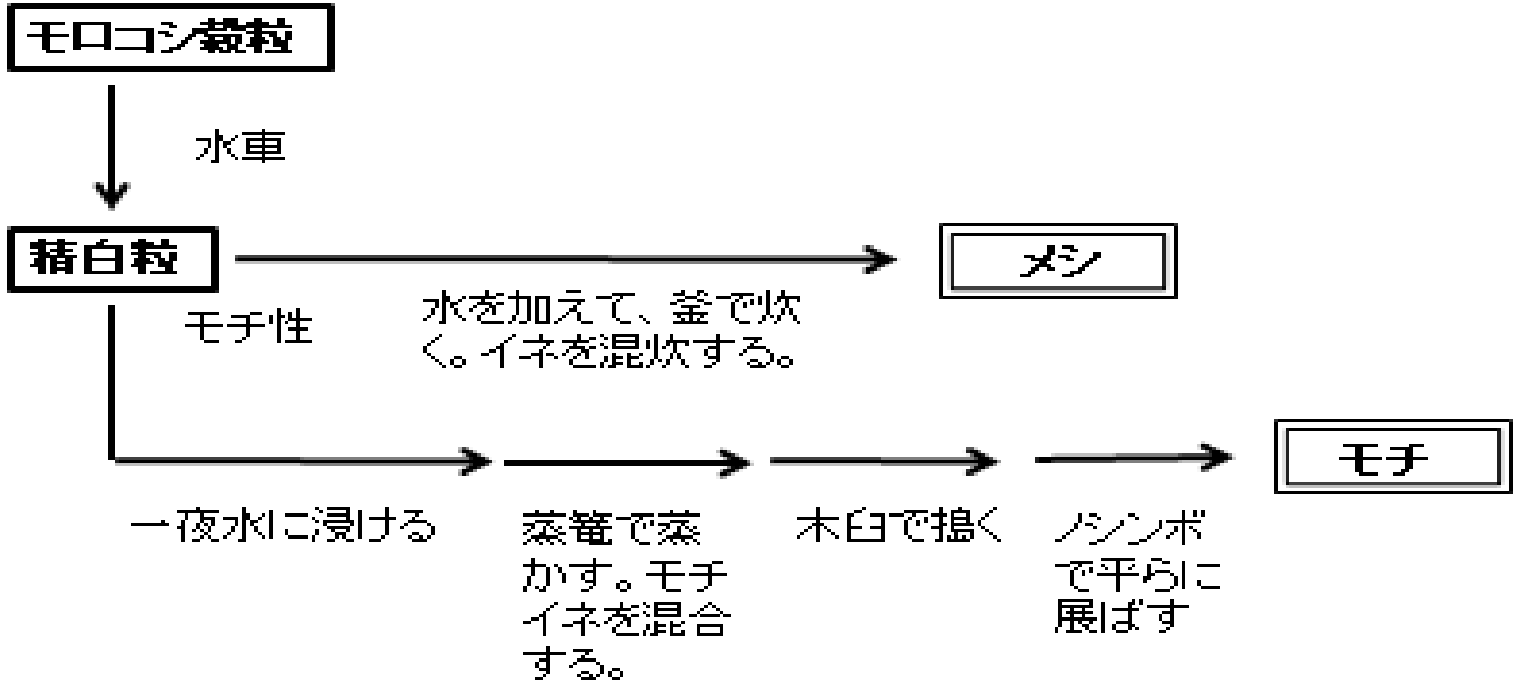 モロコシ穀粒
水車
精白粒
メシ
モチ性
水を加えて、釜で炊
く。イネを混炊する。
モチ
一夜水に浸ける
蒸篭で蒸
かす。モチ
イネを混合
する。
木臼で搗く
ノシンボ
で平らに
展ばす